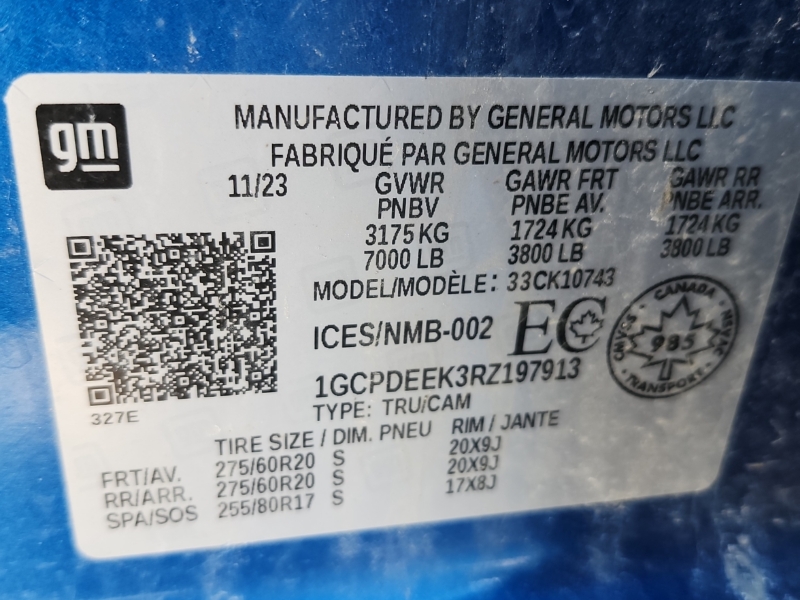 gm
MANUFACTURED BY GENERAL MOTORS LLC
FABRIQUÉ PAR GENERAL MOTORS LLC
11/23 GVWR GAWR FRT GAWR RR
PNBV PNBE AV. PNBE ARR.
3175 KG 1724 KG 1724 KG
7000 LB 3800 LB 3800 LB
MODEL/MODÈLE: 33CK10743
ICES/NMB-002 EC
CANADA
CMVSS 985 NSVAC
TRANSPORT
1GCPDEEK3RZ197913
327E TYPE: TRU/CAM
TIRE SIZE / DIM. PNEU RIM / JANTE
FRT/AV. 275/60R20 S 20X9J
RR/ARR. 275/60R20 S 20X9J
SPA/SOS 255/80R17 S 17X8J